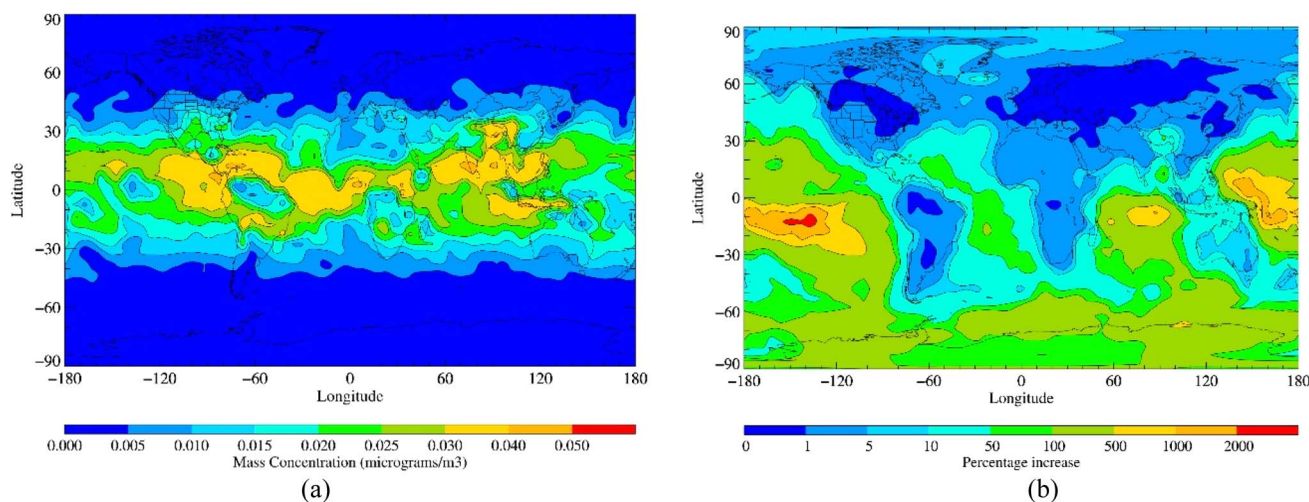 90
60
30
0
-30
-60
-90
Latitude
-180 -120 -60 0 60 120 180
Longitude
0.000 0.005 0.010 0.015 0.020 0.025 0.030 0.040 0.050
Mass Concentration (micrograms/m3)
(a)
90
60
30
0
-30
-60
-90
Latitude
-180 -120 -60 0 60 120 180
Longitude
0 1 5 10 50 100 500 1000 2000
Percentage increase
(b)